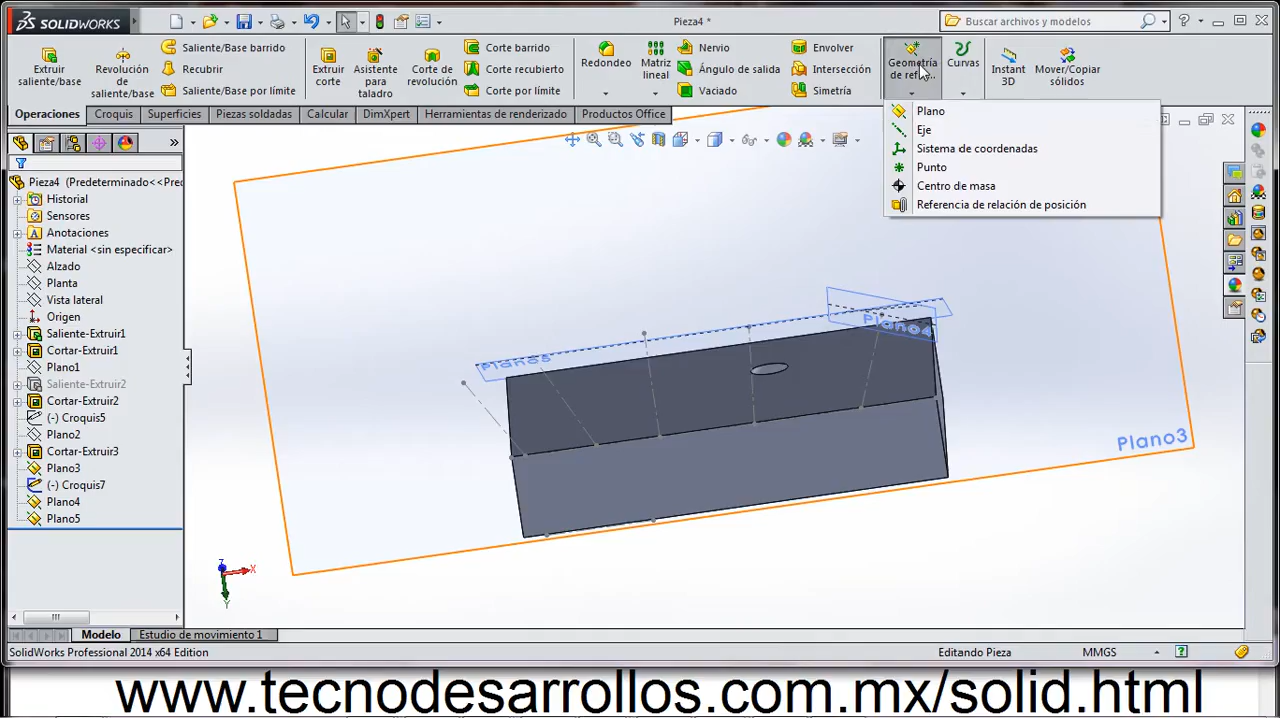 SOLIDWORKS
Pieza4 *
Buscar archivos y modelos
Extruir saliente/base
Revolución de saliente/base
Saliente/Base barrido
Recubrir
Saliente/Base por límite
Extruir corte
Asistente para taladro
Corte de revolución
Corte barrido
Corte recubierto
Corte por límite
Redondeo
Matriz lineal
Nervio
Ángulo de salida
Vaciado
Envolver
Intersección
Simetría
Geometría de refe...
Curvas
Instant 3D
Mover/Copiar sólidos
Operaciones
Croquis
Superficies
Piezas soldadas
Calcular
DimXpert
Herramientas de renderizado
Productos Office
Plano
Eje
Sistema de coordenadas
Punto
Centro de masa
Referencia de relación de posición
Pieza4 (Predeterminado<<Prec
Historial
Sensores
Anotaciones
Material <sin especificar>
Alzado
Planta
Vista lateral
Origen
Saliente-Extruir1
Cortar-Extruir1
Plano1
Saliente-Extruir2
Cortar-Extruir2
(-) Croquis5
Plano2
Cortar-Extruir3
Plano3
(-) Croquis7
Plano4
Plano5
Plano5
Plano4
Plano3
Z
X
Y
Modelo
Estudio de movimiento 1
SolidWorks Professional 2014 x64 Edition
Editando Pieza
MMGS
www.tecnodesarrollos.com.mx/solid.html